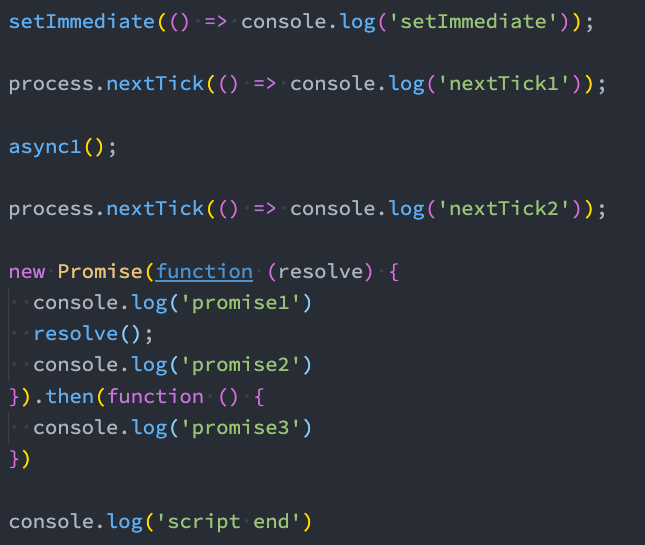 setImmediate(() => console.log('setImmediate'));
process.nextTick(() => console.log('nextTick1'));
async1();
process.nextTick(() => console.log('nextTick2'));
new Promise(function (resolve) {
  console.log('promise1')
  resolve();
  console.log('promise2')
}).then(function () {
  console.log('promise3')
})
console.log('script end')